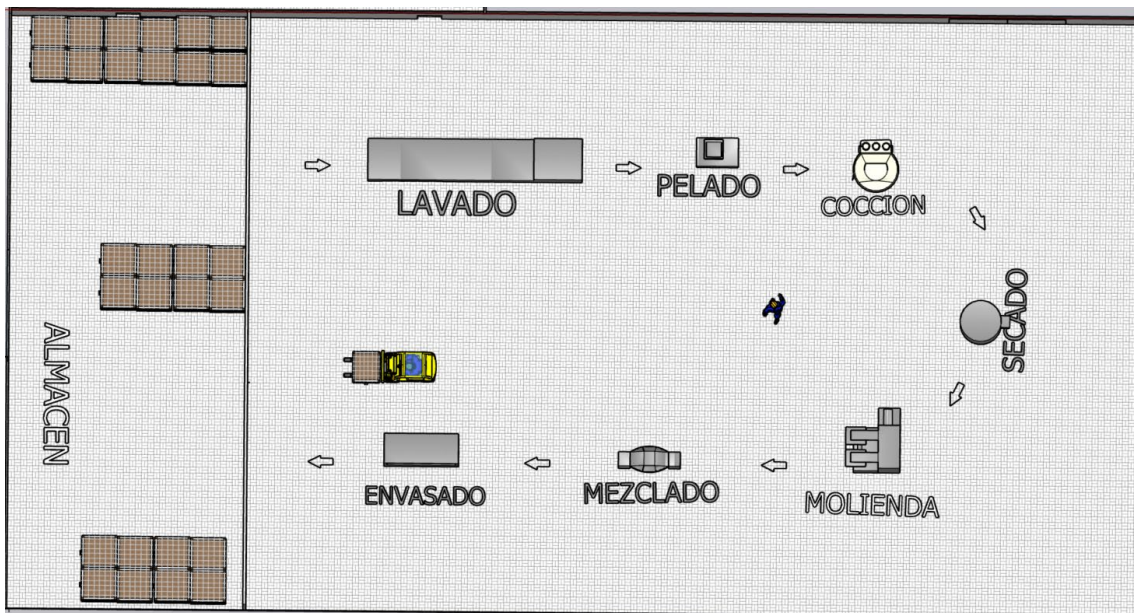 LAVADO
PELADO
COCCION
SECADO
MOLIENDA
MEZCLADO
ENVASADO
ALMACEN